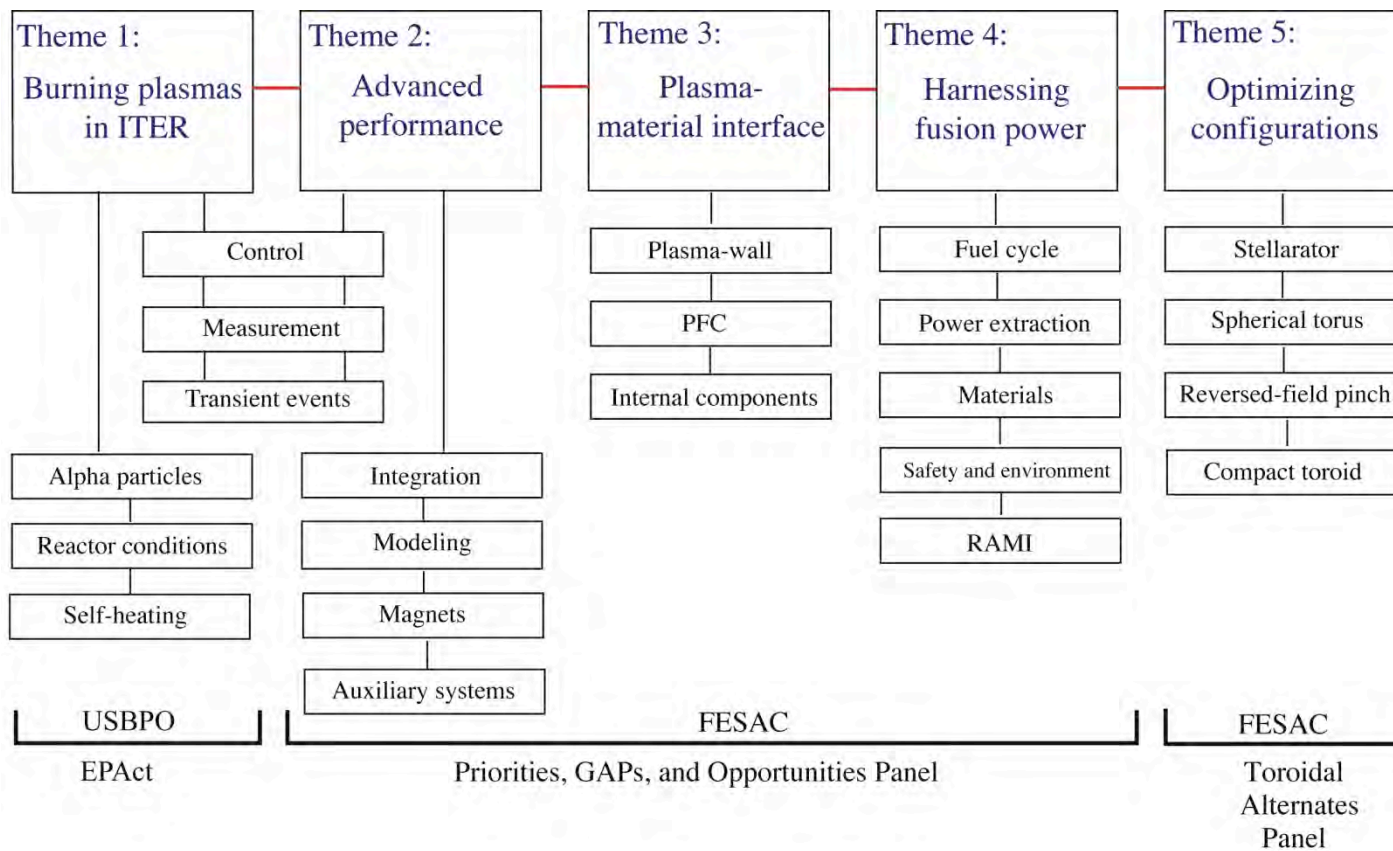 Theme 1:
Burning plasmas
in ITER
Theme 2:
Advanced
performance
Theme 3:
Plasma-
material interface
Theme 4:
Harnessing
fusion power
Theme 5:
Optimizing
configurations
Control
Measurement
Transient events
Alpha particles
Reactor conditions
Self-heating
Integration
Modeling
Magnets
Auxiliary systems
Plasma-wall
PFC
Internal components
Fuel cycle
Power extraction
Materials
Safety and environment
RAMI
Stellarator
Spherical torus
Reversed-field pinch
Compact toroid
USBPO
EPAct
FESAC
Priorities, GAPs, and Opportunities Panel
FESAC
Toroidal
Alternates
Panel